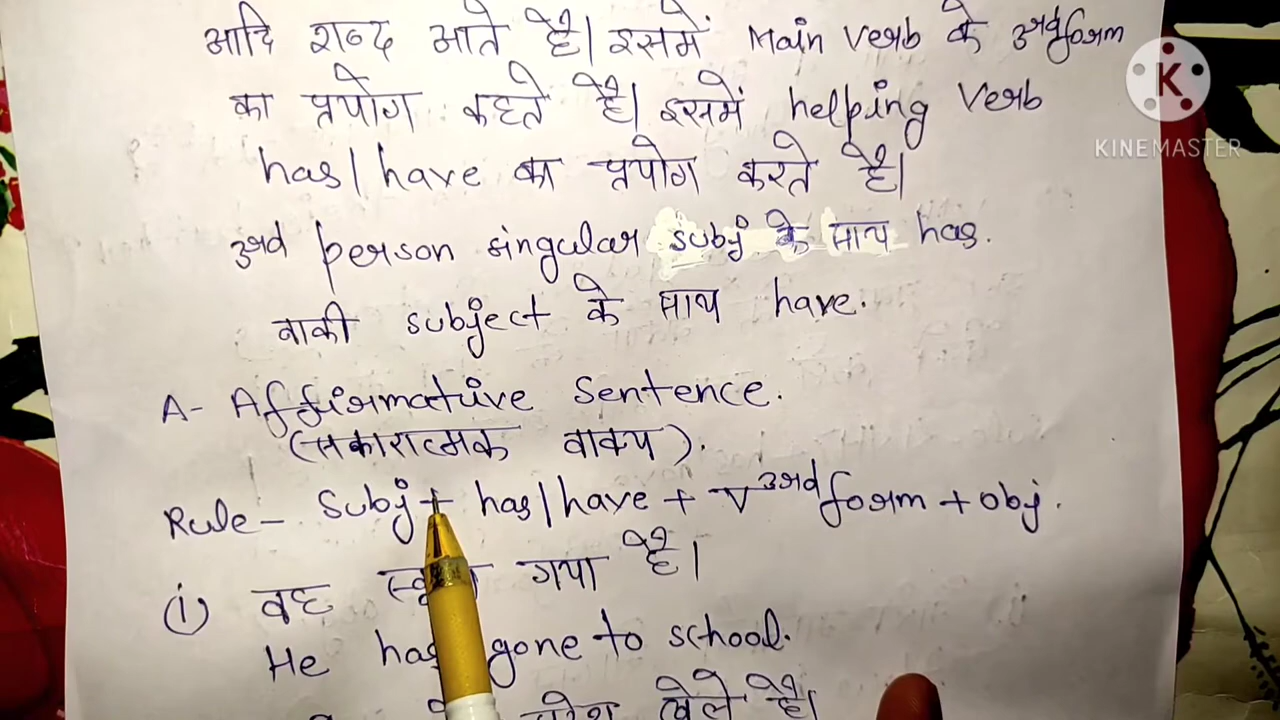 आदि शब्द आते है। इसमें Main Verb के 3rd form
का प्रयोग कहते है। इसमें helping Verb
has/have का प्रयोग करते है।
3rd person singular subj के साथ has.
बाकी subject के साथ have.
A- Affirmative Sentence.
(सकारात्मक वाक्य).
Rule- Subj + has/have + V 3rd form + obj.
(i) वह गया है।
He has gone to school.
खेले है।
K
KINEMASTER